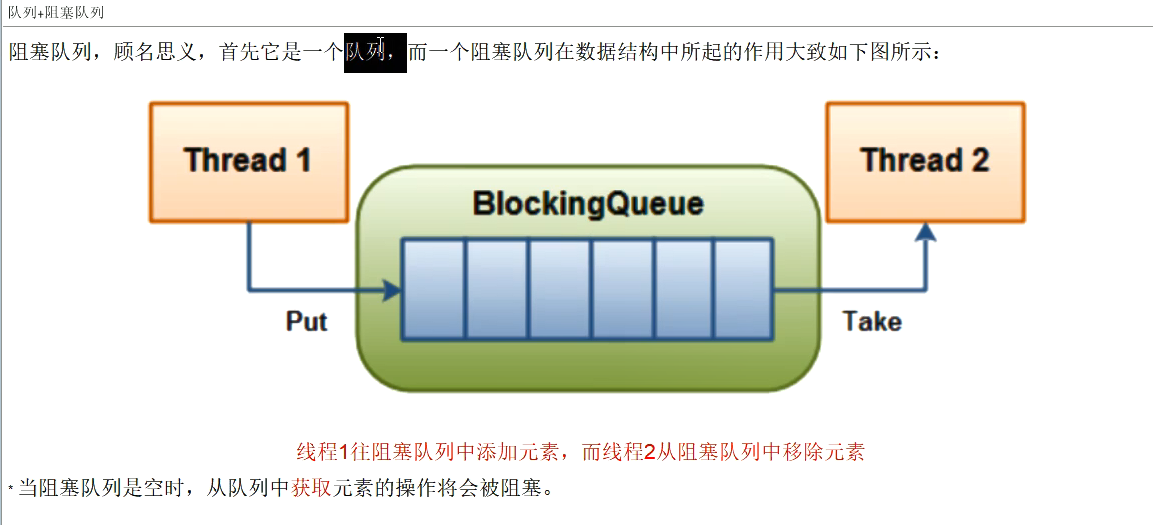 队列+阻塞队列
阻塞队列，顾名思义，首先它是一个队列，而一个阻塞队列在数据结构中所起的作用大致如下图所示：
Thread 1
Thread 2
BlockingQueue
Put
Take
线程1往阻塞队列中添加元素，而线程2从阻塞队列中移除元素
* 当阻塞队列是空时，从队列中获取元素的操作将会被阻塞。